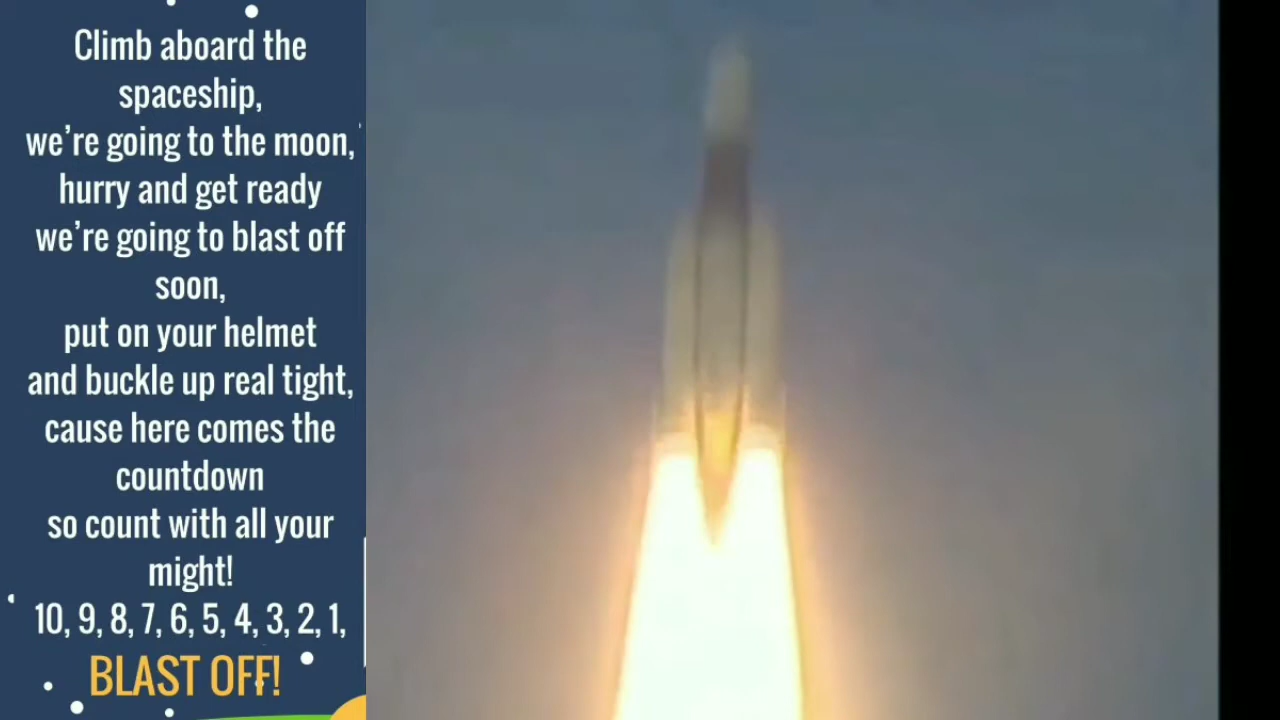 Climb aboard the
spaceship,
we're going to the moon,
hurry and get ready
we're going to blast off
soon,
put on your helmet
and buckle up real tight,
cause here comes the
countdown
so count with all your
might!
10, 9, 8, 7, 6, 5, 4, 3, 2, 1,
BLAST OFF!